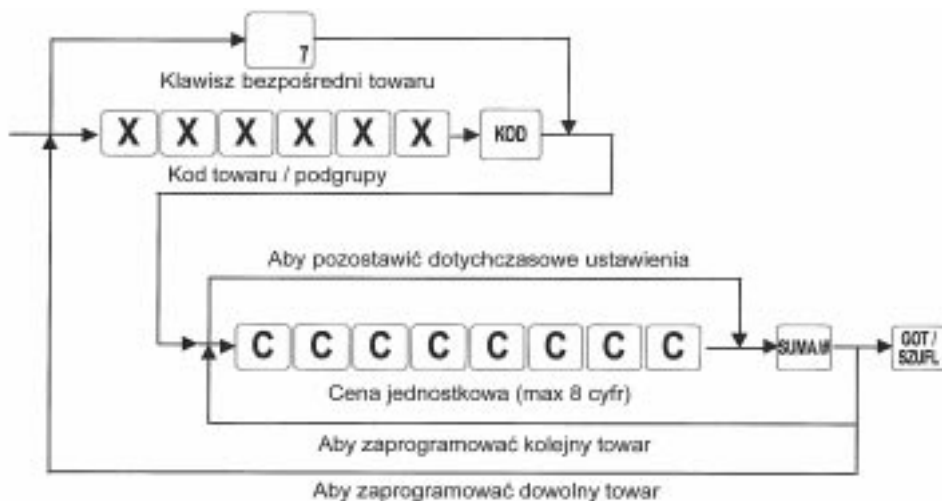 7
Klawisz bezpośredni towaru
X X X X X X KOD
Kod towaru / podgrupy
Aby pozostawić dotychczasowe ustawienia
C C C C C C C C SUMA/# GOT / SZUFL
Cena jednostkowa (max 8 cyfr)
Aby zaprogramować kolejny towar
Aby zaprogramować dowolny towar